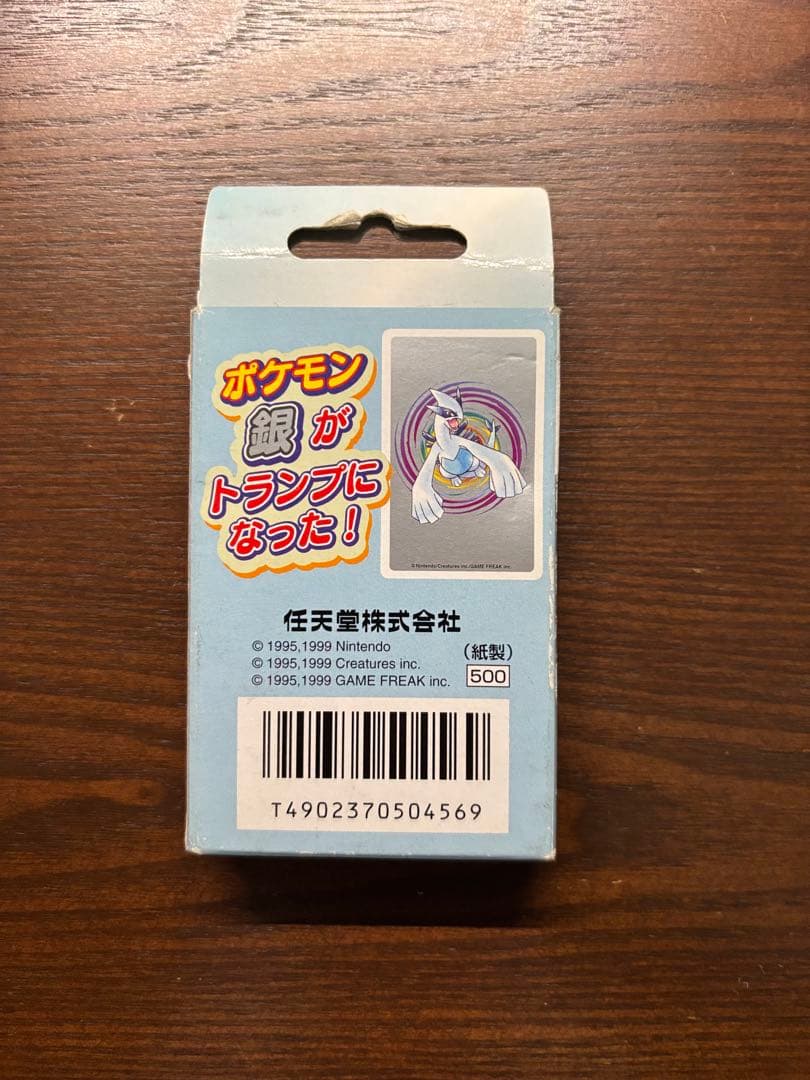 ポケモン
銀が
トランプに
なった!
©Nintendo/Creatures inc./GAME FREAK inc.
任天堂株式会社
© 1995,1999 Nintendo
© 1995,1999 Creatures inc.
© 1995,1999 GAME FREAK inc.
(紙製)
500
T4902370504569